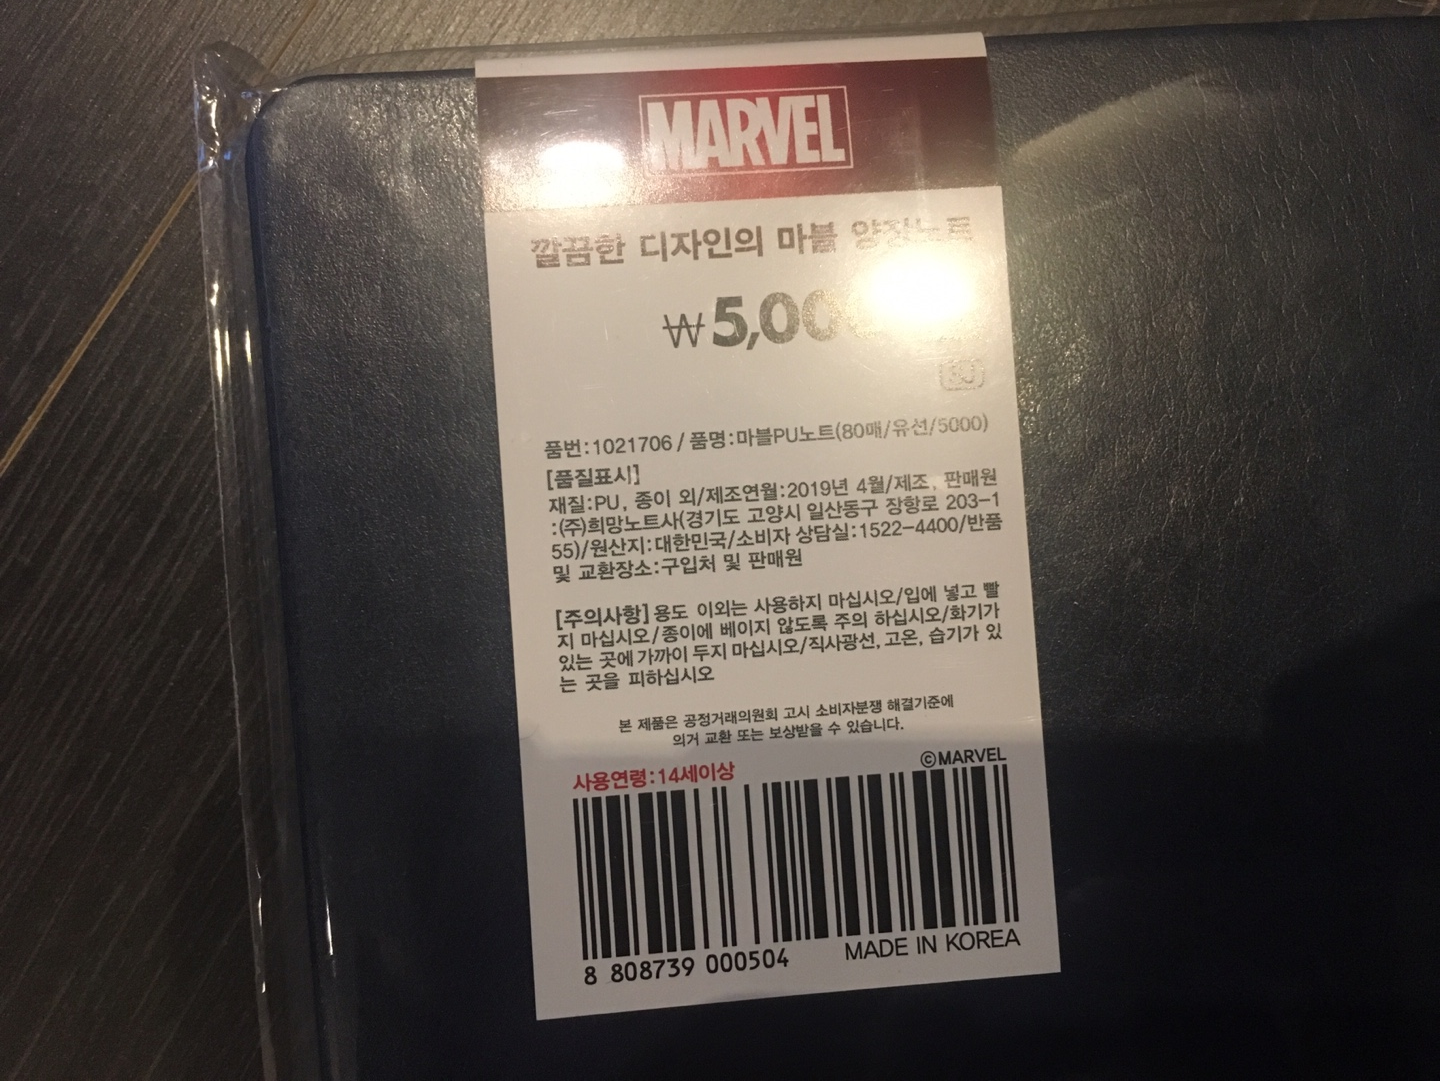 MARVEL
깔끔한 디자인의 마블 양장노트
₩5,00
품번:1021706 / 품명:마블PU노트(80매/유선/5000)
[품질표시]
재질:PU, 종이 외/제조연월:2019년 4월/제조, 판매원
:(주)희망노트사(경기도 고양시 일산동구 장항로 203-1
55)/원산지:대한민국/소비자 상담실:1522-4400/반품
및 교환장소:구입처 및 판매원
[주의사항] 용도 이외는 사용하지 마십시오/입에 넣고 빨
지 마십시오/종이에 베이지 않도록 주의 하십시오/화기가
있는 곳에 가까이 두지 마십시오/직사광선, 고온, 습기가 있
는 곳을 피하십시오
본 제품은 공정거래의원회 고시 소비자분쟁 해결기준에
의거 교환 또는 보상받을 수 있습니다.
사용연령:14세이상
©MARVEL
8 808739 000504
MADE IN KOREA